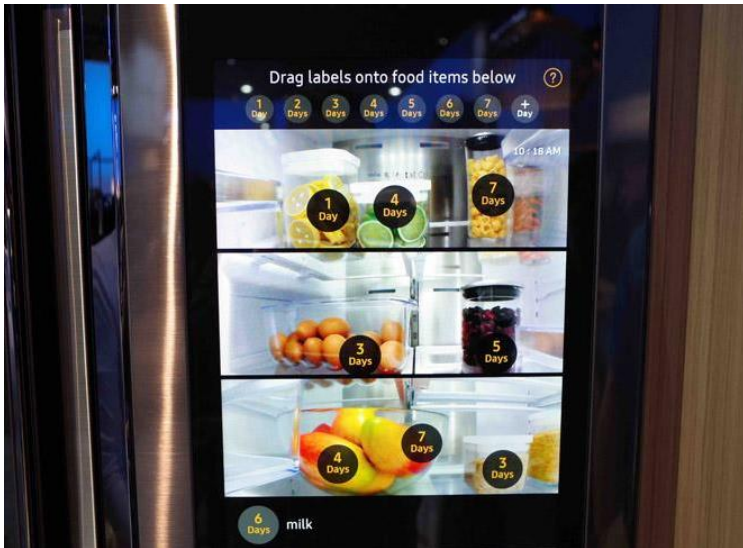 Drag labels onto food items below ?
1 Day 2 Days 3 Days 4 Days 5 Days 6 Days 7 Days + Day
10:16 AM
1 Day
4 Days
7 Days
3 Days
5 Days
4 Days
7 Days
3 Days
6 Days milk